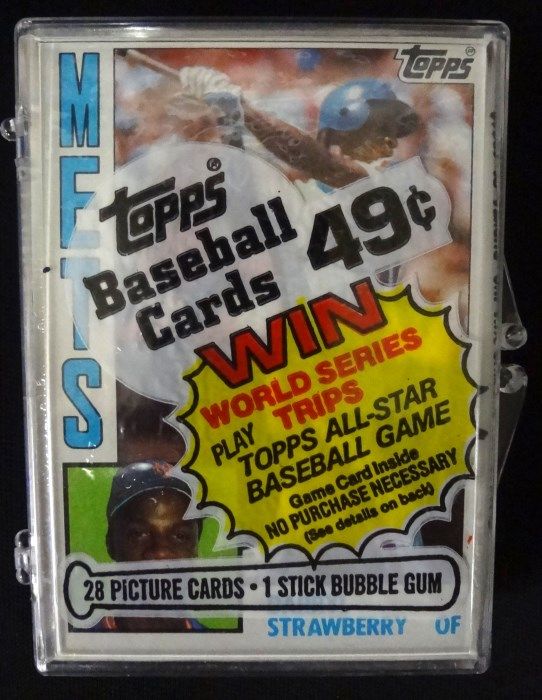 METS
TOPPS
TOPPS®
Baseball
Cards
49¢
WIN
WORLD SERIES
TRIPS
PLAY TOPPS ALL-STAR
BASEBALL GAME
Game Card Inside
NO PURCHASE NECESSARY
(See details on back)
28 PICTURE CARDS • 1 STICK BUBBLE GUM
STRAWBERRY OF